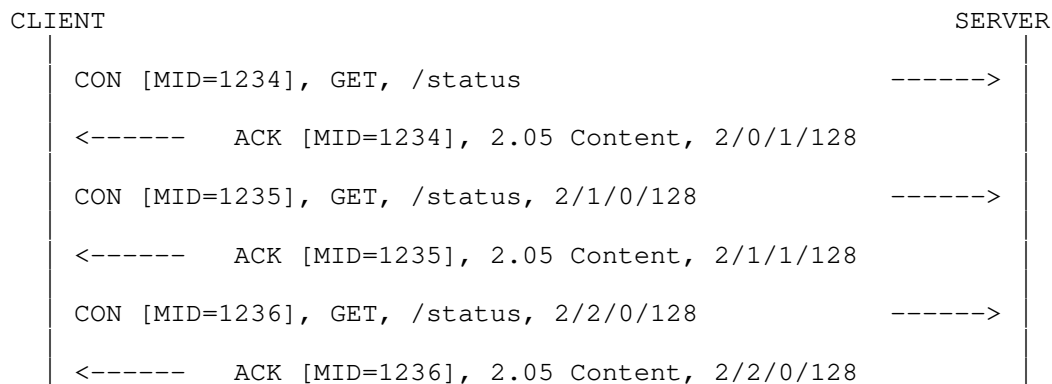 CLIENT                                                     SERVER
  |                                                            |
  | CON [MID=1234], GET, /status                       ------> |
  |                                                            |
  | <------   ACK [MID=1234], 2.05 Content, 2/0/1/128          |
  |                                                            |
  | CON [MID=1235], GET, /status, 2/1/0/128            ------> |
  |                                                            |
  | <------   ACK [MID=1235], 2.05 Content, 2/1/1/128          |
  |                                                            |
  | CON [MID=1236], GET, /status, 2/2/0/128            ------> |
  |                                                            |
  | <------   ACK [MID=1236], 2.05 Content, 2/2/0/128          |